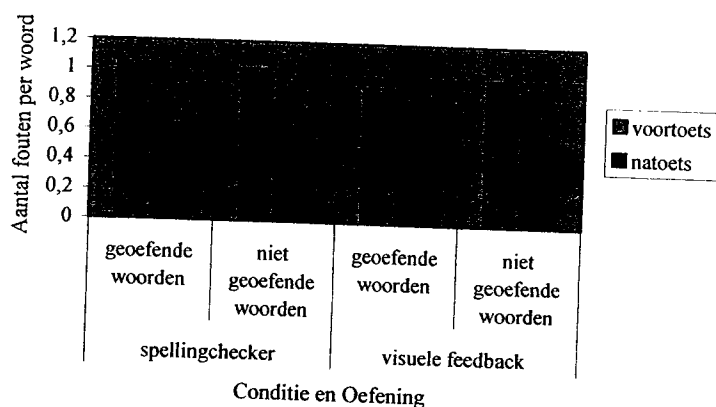 Aantal fouten per woord
1,2
1
0,8
0,6
0,4
0,2
0
voortoets
natoets
geoefende
woorden
niet
geoefende
woorden
geoefende
woorden
niet
geoefende
woorden
spellingchecker
visuele feedback
Conditie en Oefening